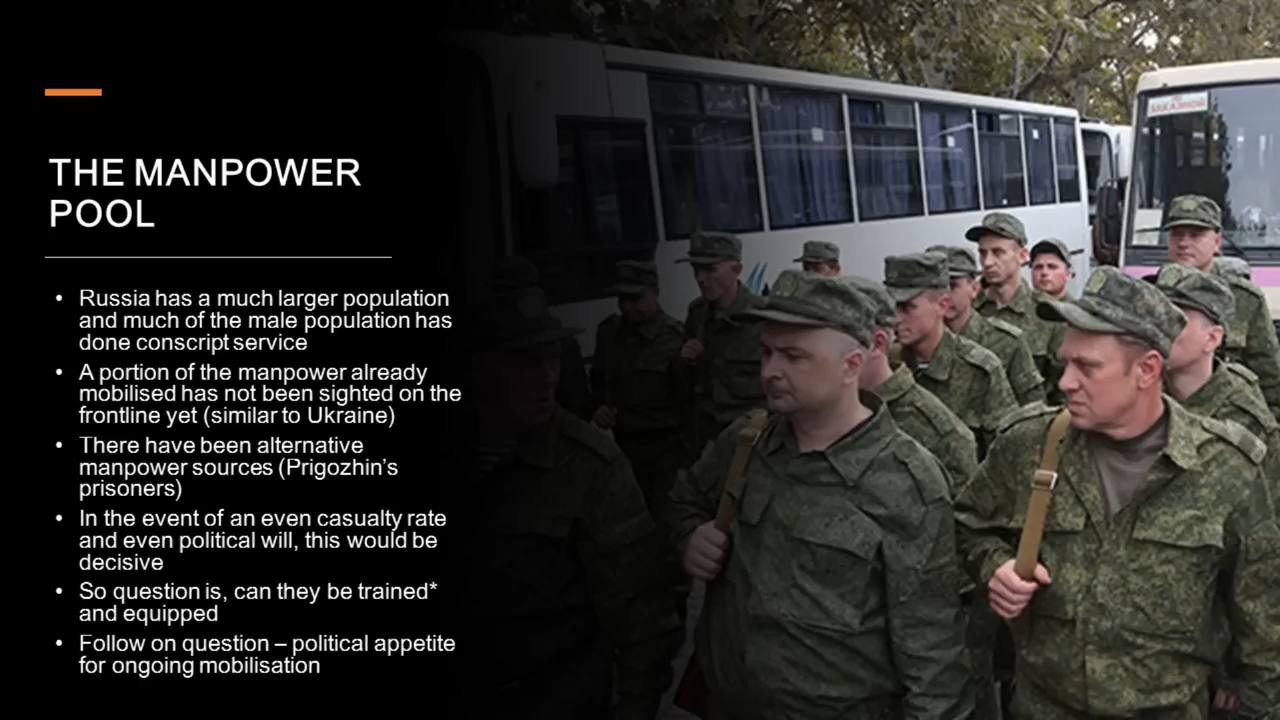 THE MANPOWER
POOL
• Russia has a much larger population
and much of the male population has
done conscript service
• A portion of the manpower already
mobilised has not been sighted on the
frontline yet (similar to Ukraine)
• There have been alternative
manpower sources (Prigozhin’s
prisoners)
• In the event of an even casualty rate
and even political will, this would be
decisive
• So question is, can they be trained*
and equipped
• Follow on question – political appetite
for ongoing mobilisation
ЗАКАЗНОЙ